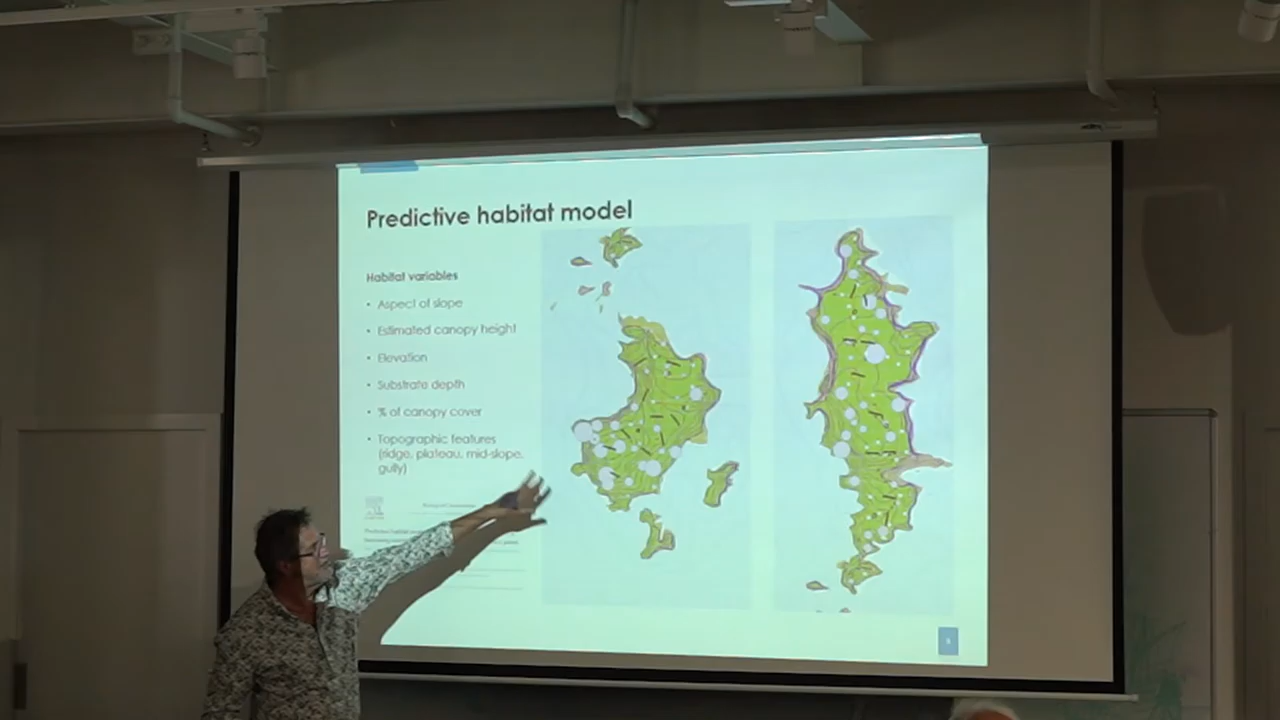 Predictive habitat model
Habitat variables
• Aspect of slope
• Estimated canopy height
• Elevation
• Substrate depth
• % of canopy cover
• Topographic features
(ridge, plateau, mid-slope,
gully)